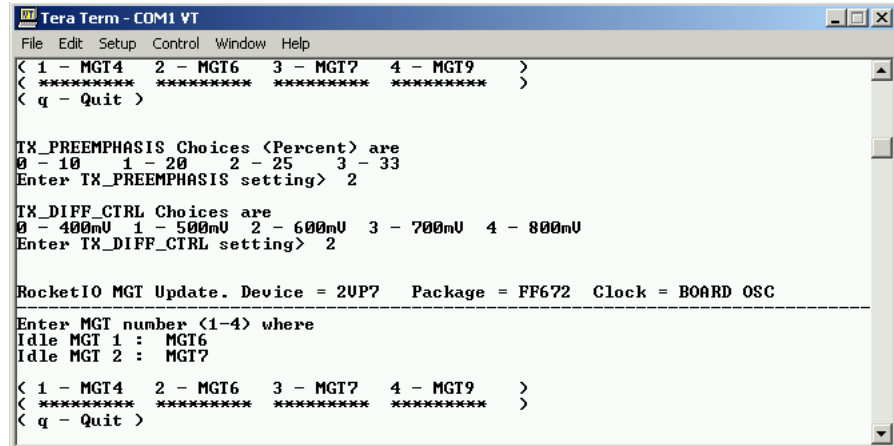 Tera Term - COM1 VT
File Edit Setup Control Window Help
( 1 - MGT4 2 - MGT6 3 - MGT7 4 - MGT9 )
( ********* ********* ********* ********* )
( q - Quit )
TX_PREEMPHASIS Choices (Percent) are
0 - 10 1 - 20 2 - 25 3 - 33
Enter TX_PREEMPHASIS setting> 2
TX_DIFF_CTRL Choices are
0 - 400mV 1 - 500mV 2 - 600mV 3 - 700mV 4 - 800mV
Enter TX_DIFF_CTRL setting> 2
RocketIO MGT Update. Device = 2VP7 Package = FF672 Clock = BOARD OSC
--------------------------------------------------------------------------------
Enter MGT number (1-4) where
Idle MGT 1 : MGT6
Idle MGT 2 : MGT7
( 1 - MGT4 2 - MGT6 3 - MGT7 4 - MGT9 )
( ********* ********* ********* ********* )
( q - Quit )